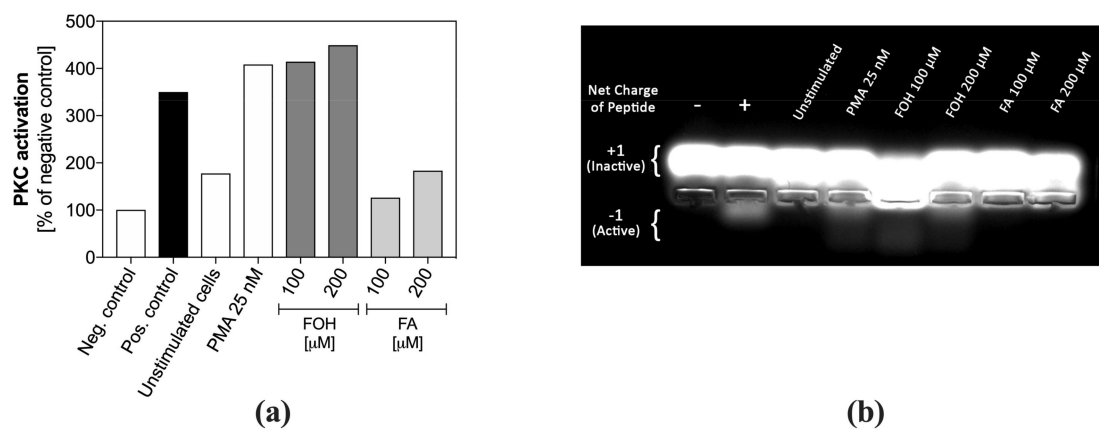 PKC activation
[% of negative control]
500
400
300
200
100
0
Neg. control
Pos. control
Unstimulated cells
PMA 25 nM
100
200
100
200
FOH
[µM]
FA
[µM]
(a)
Net Charge
of Peptide
-
+
Unstimulated
PMA 25 nM
FOH 100 µM
FOH 200 µM
FA 100 µM
FA 200 µM
+1
(Inactive)
-1
(Active)
(b)